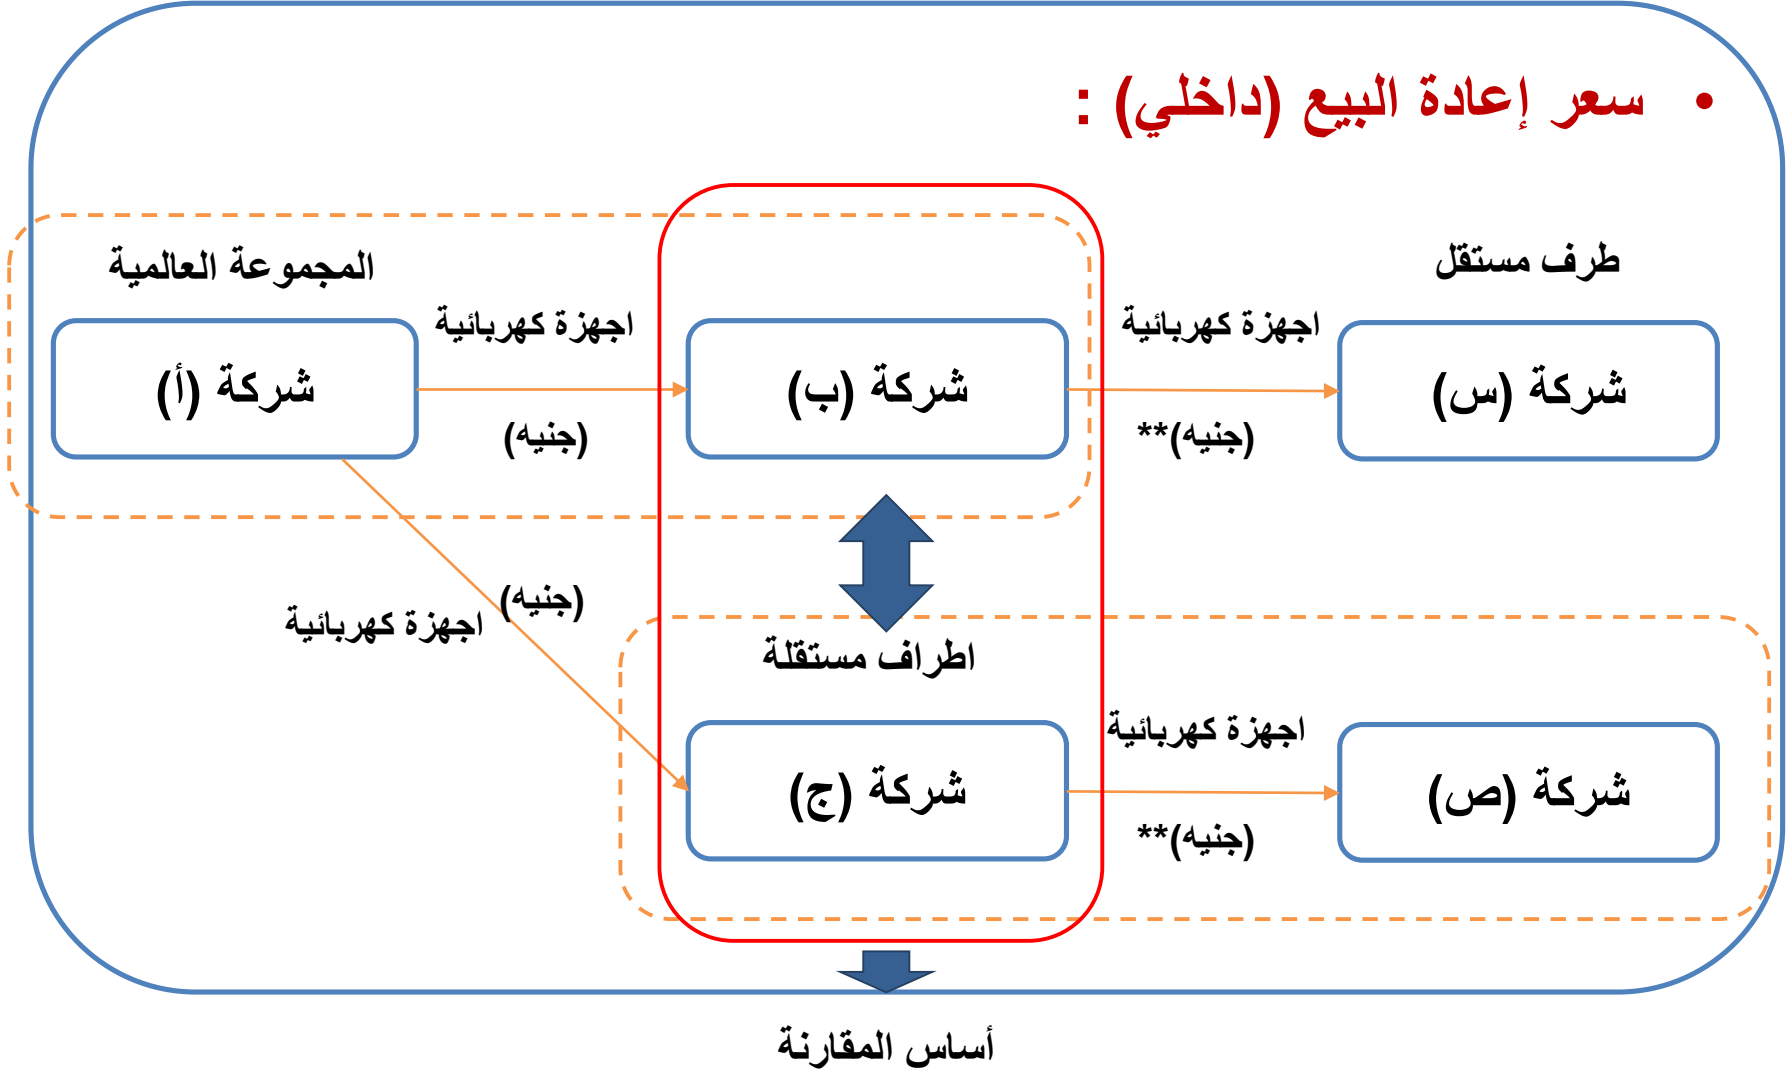 • سعر إعادة البيع (داخلي) :
طرف مستقل
المجموعة العالمية
اجهزة كهربائية
اجهزة كهربائية
شركة (س)
شركة (ب)
شركة (أ)
(جنيه)**
(جنيه)
(جنيه)
اجهزة كهربائية
اطراف مستقلة
اجهزة كهربائية
شركة (ص)
شركة (ج)
(جنيه)**
أساس المقارنة